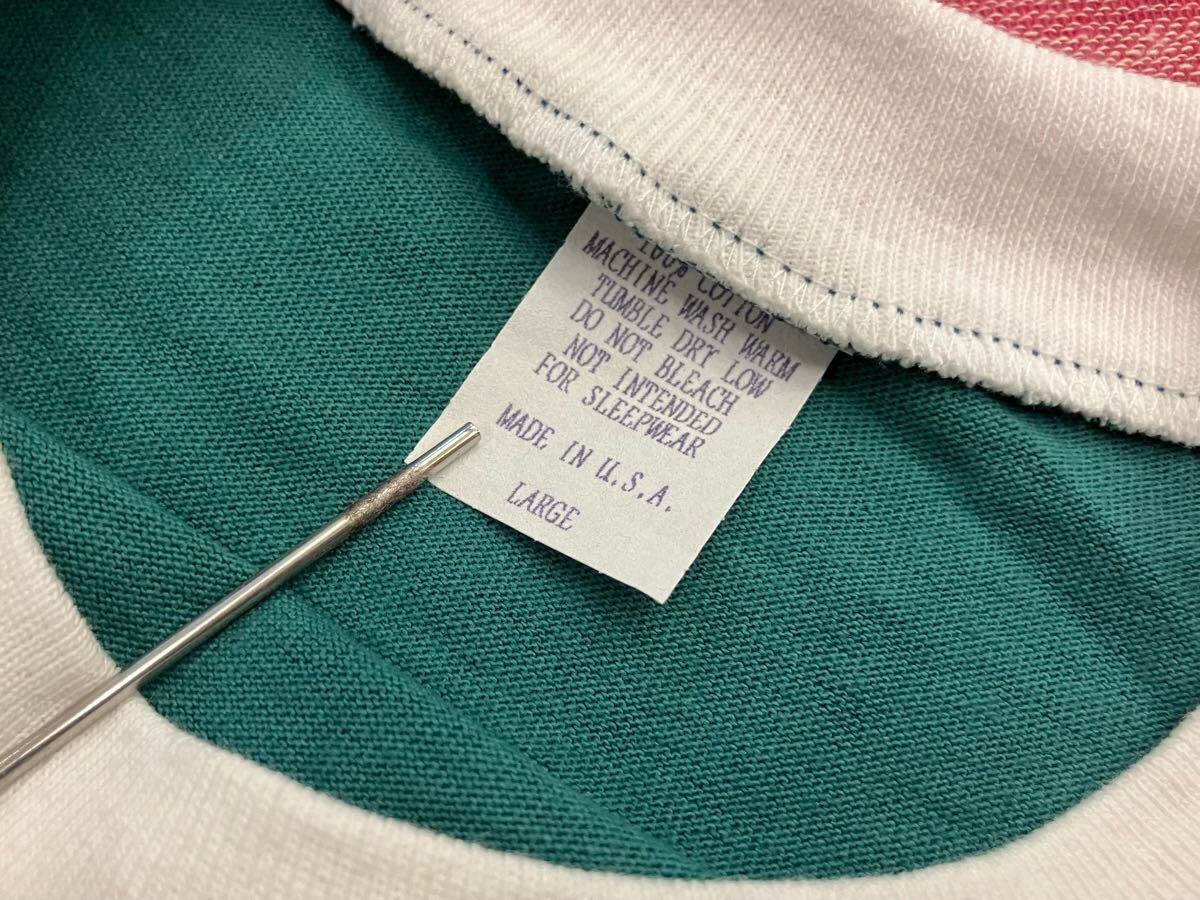 100% COTTON
MACHINE WASH WARM
TUMBLE DRY LOW
DO NOT BLEACH
NOT INTENDED
FOR SLEEPWEAR
MADE IN U.S.A.
LARGE